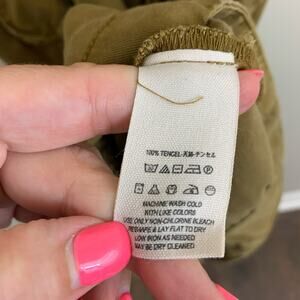 100% TENCEL-天絲-テンセル
MACHINE WASH COLD
WITH LIKE COLORS
USE ONLY NON-CHLORINE BLEACH
RESHAPE & LAY FLAT TO DRY
LOW IRON AS NEEDED
MAY BE DRY CLEANED